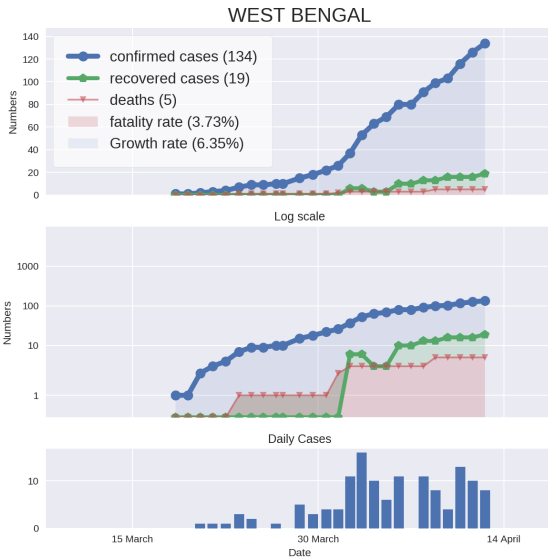 WEST BENGAL
140
120
100
80
60
40
20
0
Numbers
confirmed cases (134)
recovered cases (19)
deaths (5)
fatality rate (3.73%)
Growth rate (6.35%)
Log scale
1000
100
10
1
Numbers
Daily Cases
10
0
15 March
30 March
14 April
Date